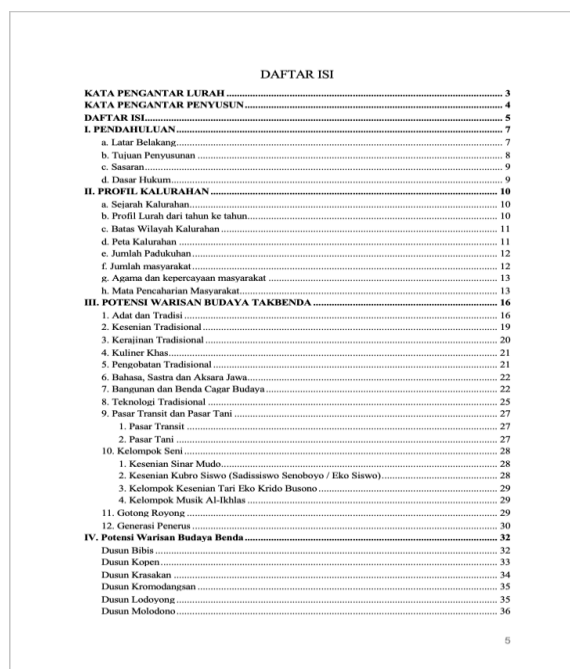 DAFTAR ISI
KATA PENGANTAR LURAH ........ 3
KATA PENGANTAR PENYUSUN ........ 4
DAFTAR ISI ........ 5
I. PENDAHULUAN ........ 7
a. Latar Belakang ........ 7
b. Tujuan Penyusunan ........ 8
c. Sasaran ........ 9
d. Dasar Hukum ........ 9
II. PROFIL KALURAHAN ........ 10
a. Sejarah Kalurahan ........ 10
b. Profil Lurah dari tahun ke tahun ........ 10
c. Batas Wilayah Kalurahan ........ 11
d. Peta Kalurahan ........ 11
e. Jumlah Padukuhan ........ 12
f. Jumlah masyarakat ........ 12
g. Agama dan kepercayaan masyarakat ........ 13
h. Mata Pencaharian Masyarakat ........ 13
III. POTENSI WARISAN BUDAYA TAKBENDA ........ 16
1. Adat dan Tradisi ........ 16
2. Kesenian Tradisional ........ 19
3. Kerajinan Tradisional ........ 20
4. Kuliner Khas ........ 21
5. Pengobatan Tradisional ........ 21
6. Bahasa, Sastra dan Aksara Jawa ........ 22
7. Bangunan dan Benda Cagar Budaya ........ 22
8. Teknologi Tradisional ........ 25
9. Pasar Transit dan Pasar Tani ........ 27
1. Pasar Transit ........ 27
2. Pasar Tani ........ 27
10. Kelompok Seni ........ 28
1. Kesenian Sinar Mudo ........ 28
2. Kesenian Kubro Siswo (Sadissiswo Senoboyo / Eko Siswo) ........ 28
3. Kelompok Kesenian Tari Eko Krido Busono ........ 29
4. Kelompok Musik Al-Ikhlas ........ 29
11. Gotong Royong ........ 29
12. Generasi Penerus ........ 30
IV. Potensi Warisan Budaya Benda ........ 32
Dusun Bibis ........ 32
Dusun Kopen ........ 33
Dusun Krasakan ........ 34
Dusun Kromodangsan ........ 35
Dusun Lodoyong ........ 35
Dusun Molodono ........ 36
5